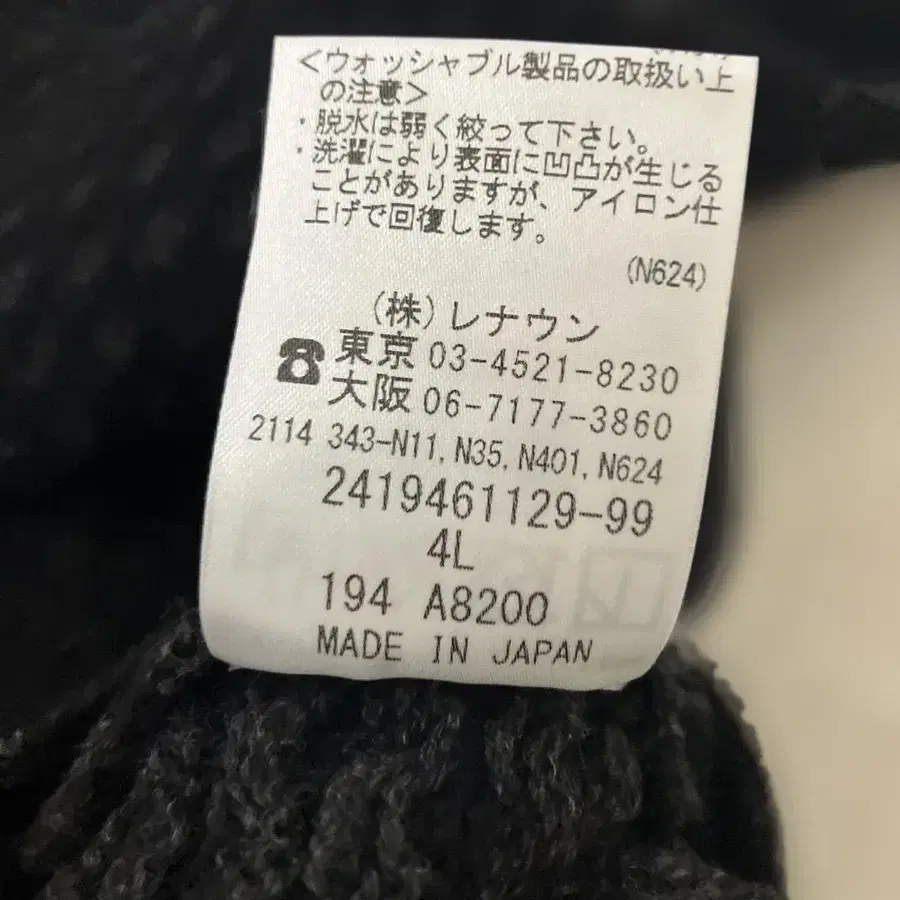 <ウォッシャブル製品の取扱い上
の注意>
・脱水は弱く絞って下さい。
・洗濯により表面に凹凸が生じる
ことがありますが、アイロン仕
上げで回復します。
(N624)
(株)レナウン
☎東京 03-4521-8230
大阪 06-7177-3860
2114 343-N11,N35,N401,N624
2419461129-99
4L
194 A8200
MADE IN JAPAN